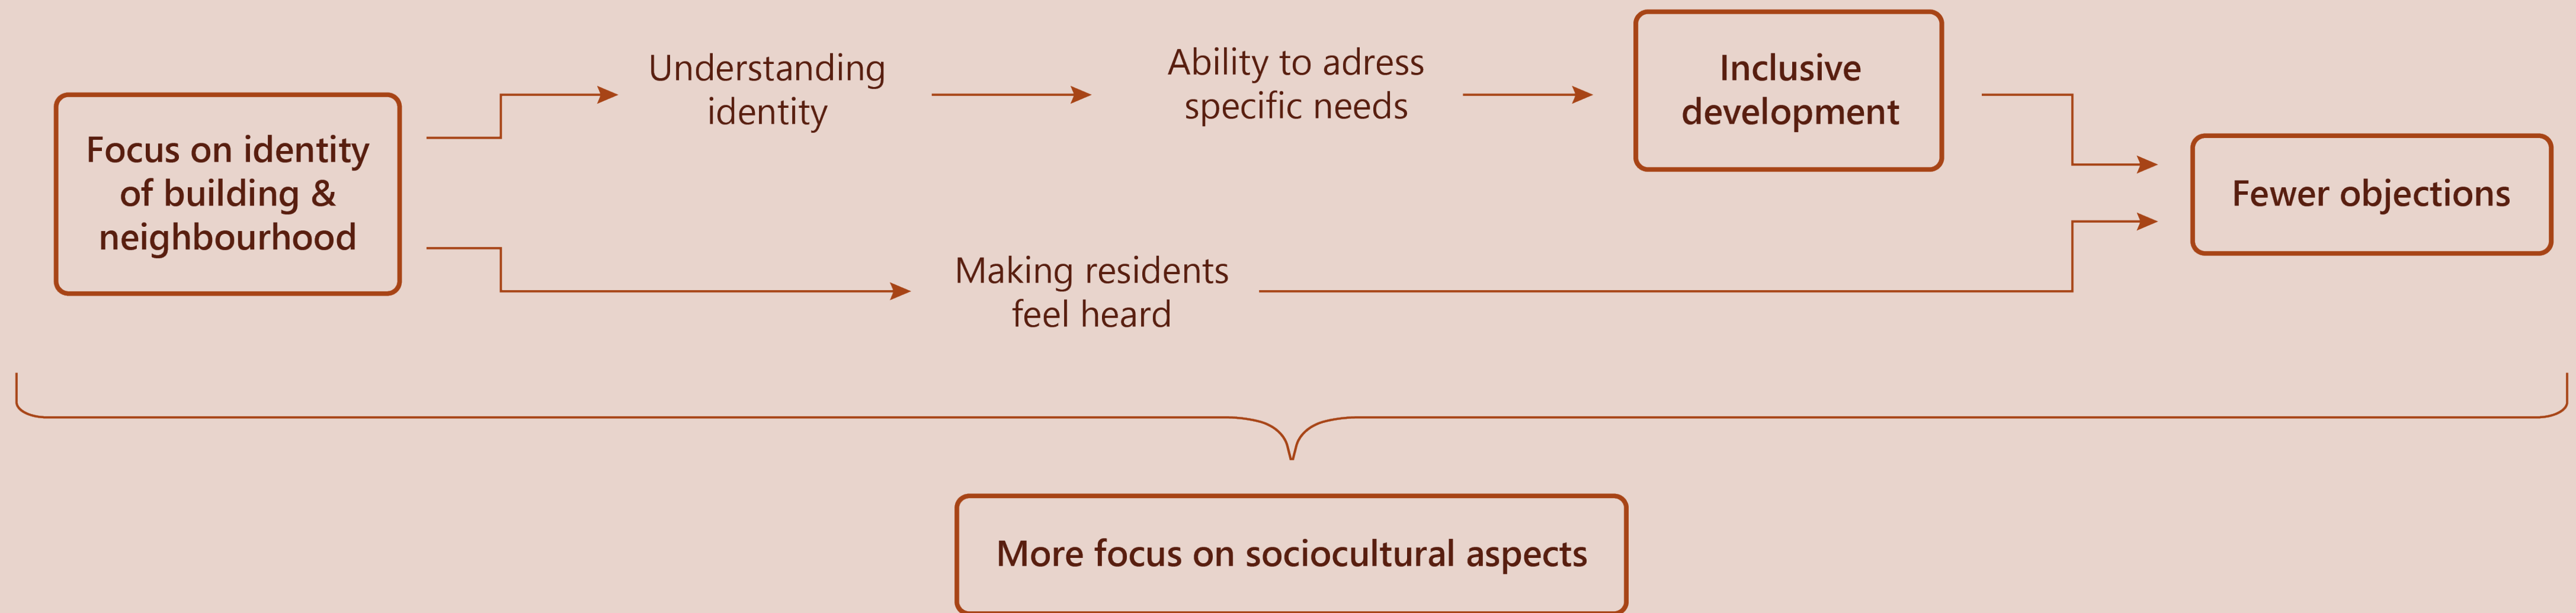 Focus on identity
of building &
neighbourhood
Understanding
identity
Ability to adress
specific needs
Inclusive
development
Making residents
feel heard
Fewer objections
More focus on sociocultural aspects